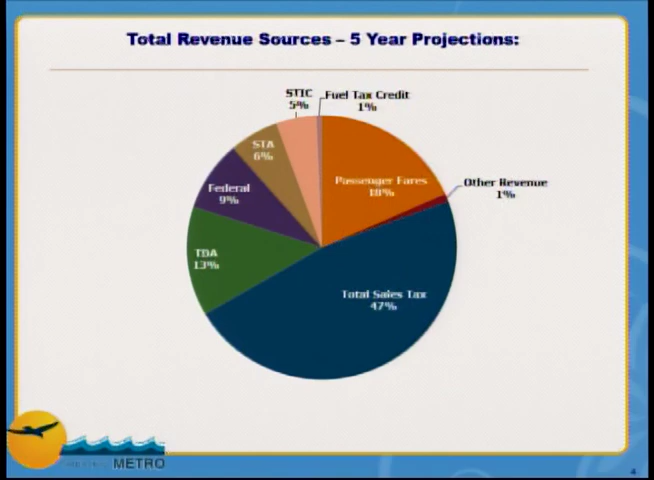 Total Revenue Sources – 5 Year Projections:
STIC
5%
Fuel Tax Credit
1%
STA
6%
Passenger Fares
18%
Other Revenue
1%
Federal
9%
TDA
13%
Total Sales Tax
47%
METRO
4